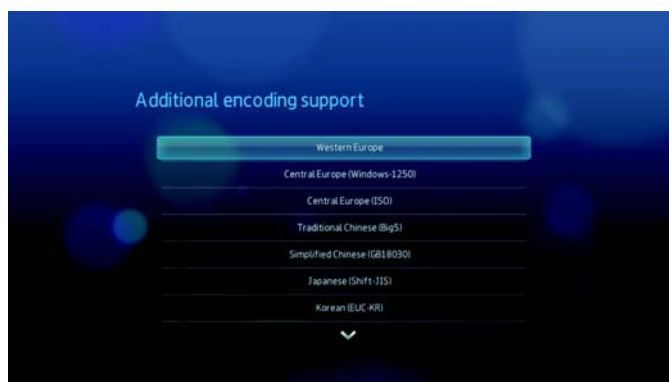 Additional encoding support
Western Europe
Central Europe (Windows-1250)
Central Europe (ISO)
Traditional Chinese (Big5)
Simplified Chinese (GB18030)
Japanese (Shift-JIS)
Korean (EUC-KR)